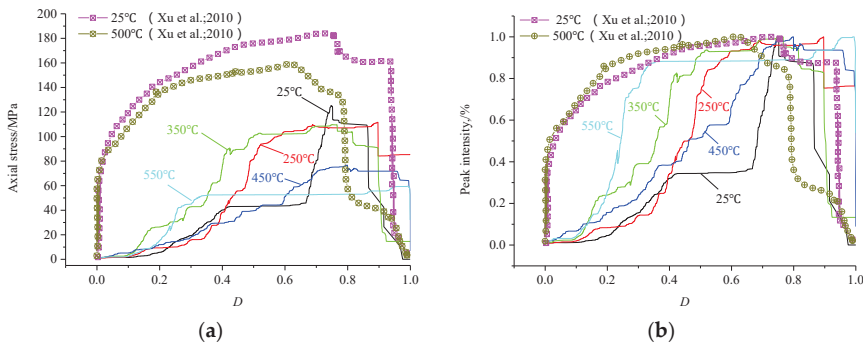 25℃ (Xu et al.;2010)
500℃ (Xu et al.;2010)
Axial stress/MPa
200
180
160
140
120
100
80
60
40
20
0
25℃
350℃
250℃
550℃
450℃
0.0 0.2 0.4 0.6 0.8 1.0
D
(a)
25℃ (Xu et al.;2010)
500℃ (Xu et al.;2010)
Peak intensity,/%
1.0
0.8
0.6
0.4
0.2
0.0
550℃
350℃
250℃
450℃
25℃
0.0 0.2 0.4 0.6 0.8 1.0
D
(b)